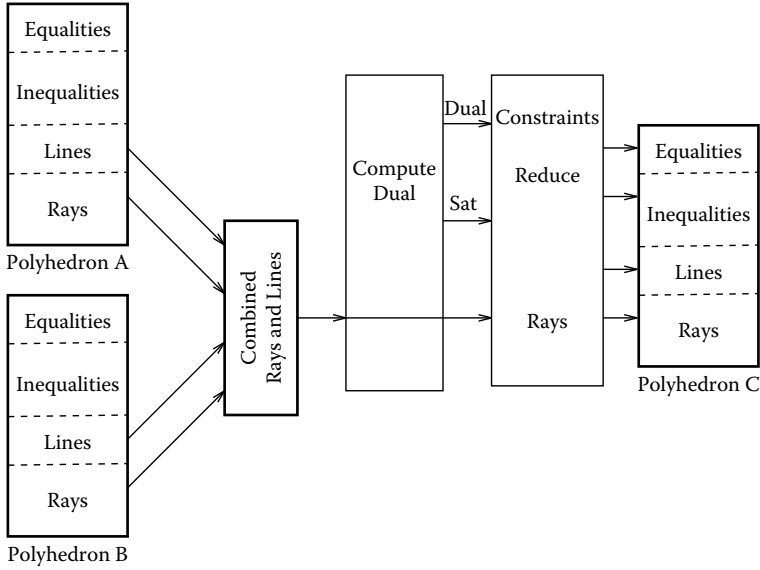 Equalities
Inequalities
Lines
Rays
Polyhedron A
Equalities
Inequalities
Lines
Rays
Polyhedron B
Combined
Rays and Lines
Compute
Dual
Dual
Sat
Constraints
Reduce
Rays
Equalities
Inequalities
Lines
Rays
Polyhedron C